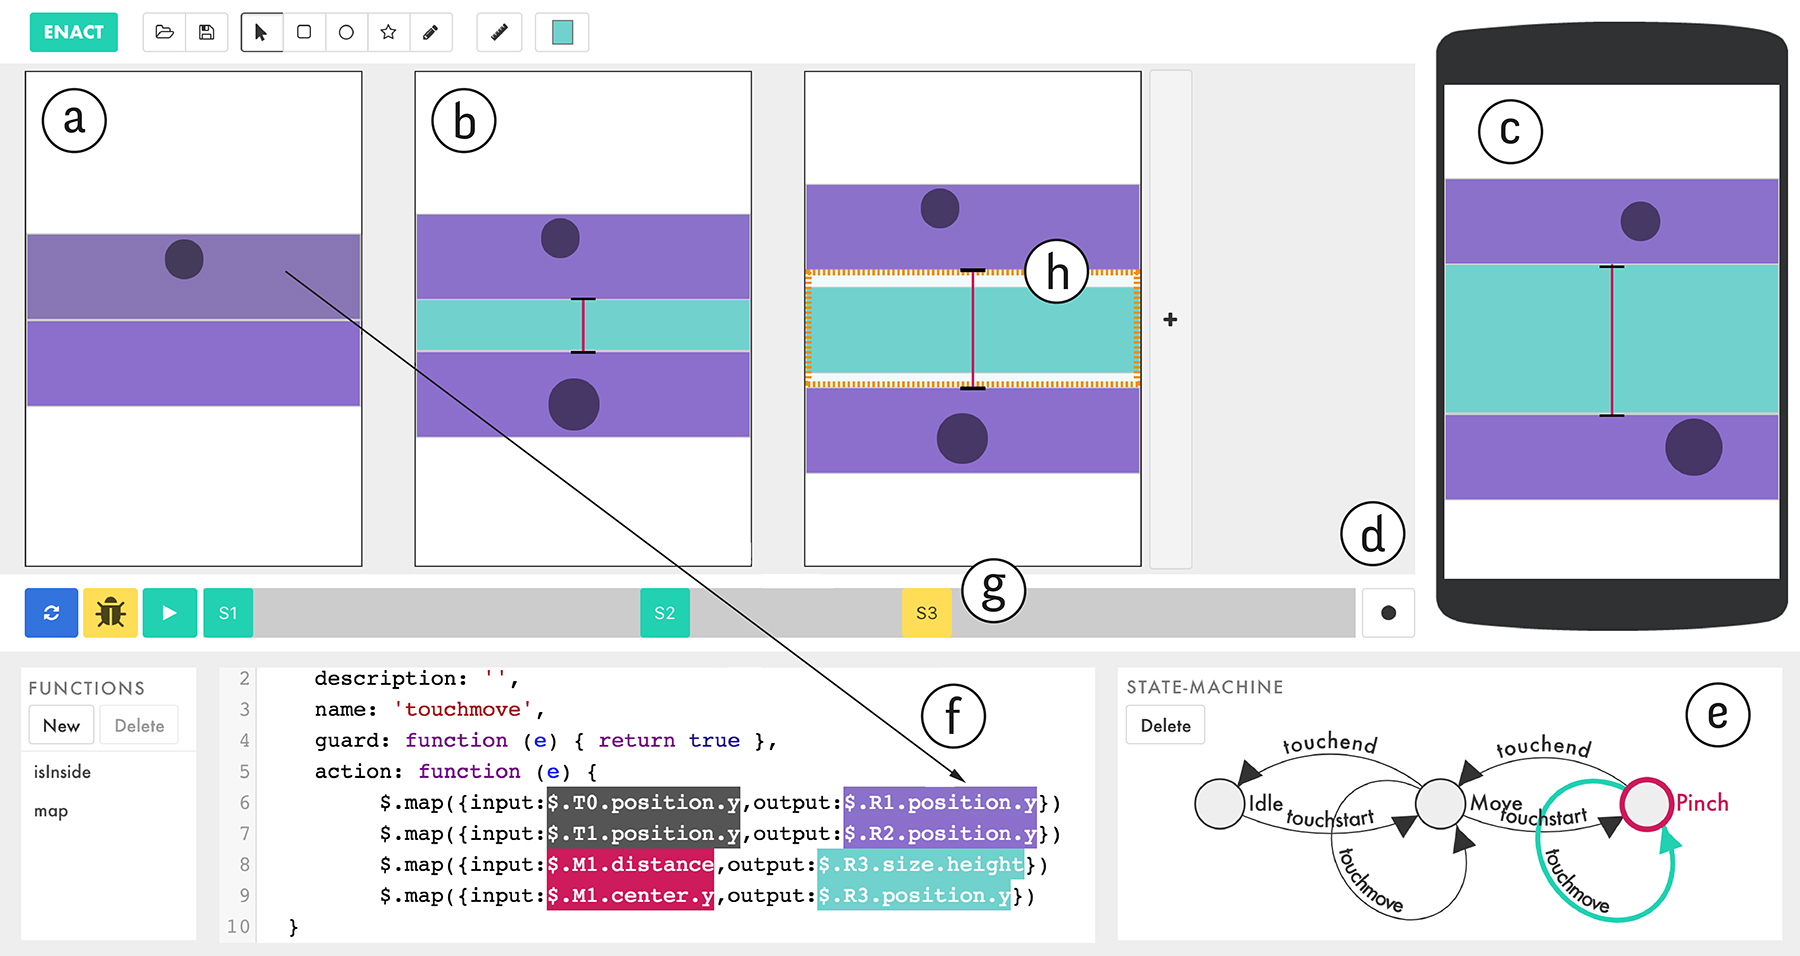 ENACT
a
b
c
h
+
d
g
S1
S2
S3
FUNCTIONS
New Delete
isInside
map
f
2 description: '',
3 name: 'touchmove',
4 guard: function (e) { return true },
5 action: function (e) {
6 $.map({input:$.T0.position.y,output:$.R1.position.y})
7 $.map({input:$.T1.position.y,output:$.R2.position.y})
8 $.map({input:$.M1.distance,output:$.R3.size.height})
9 $.map({input:$.M1.center.y,output:$.R3.position.y})
10 }
STATE-MACHINE
Delete
e
touchend
touchend
Idle
Move
Pinch
touchstart
touchstart
touchmove
touchmove